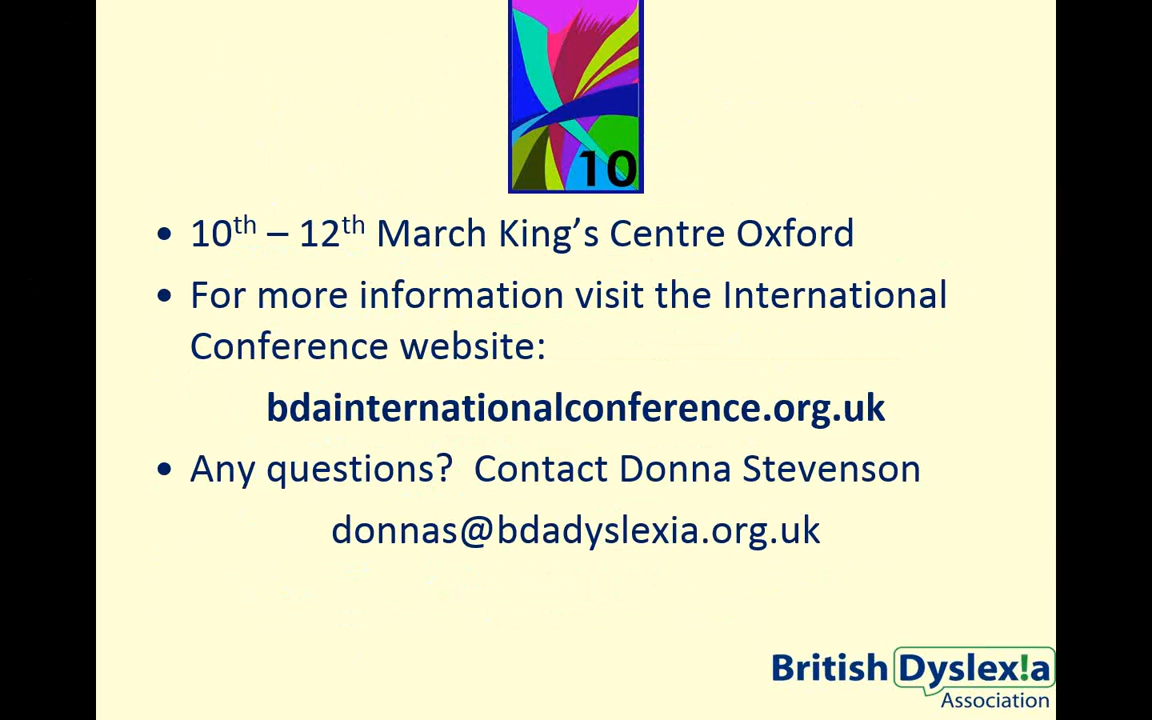 10
• 10th – 12th March King’s Centre Oxford
• For more information visit the International
Conference website:
bdainternationalconference.org.uk
• Any questions?  Contact Donna Stevenson
donnas@bdadyslexia.org.uk
British Dyslex!a
Association